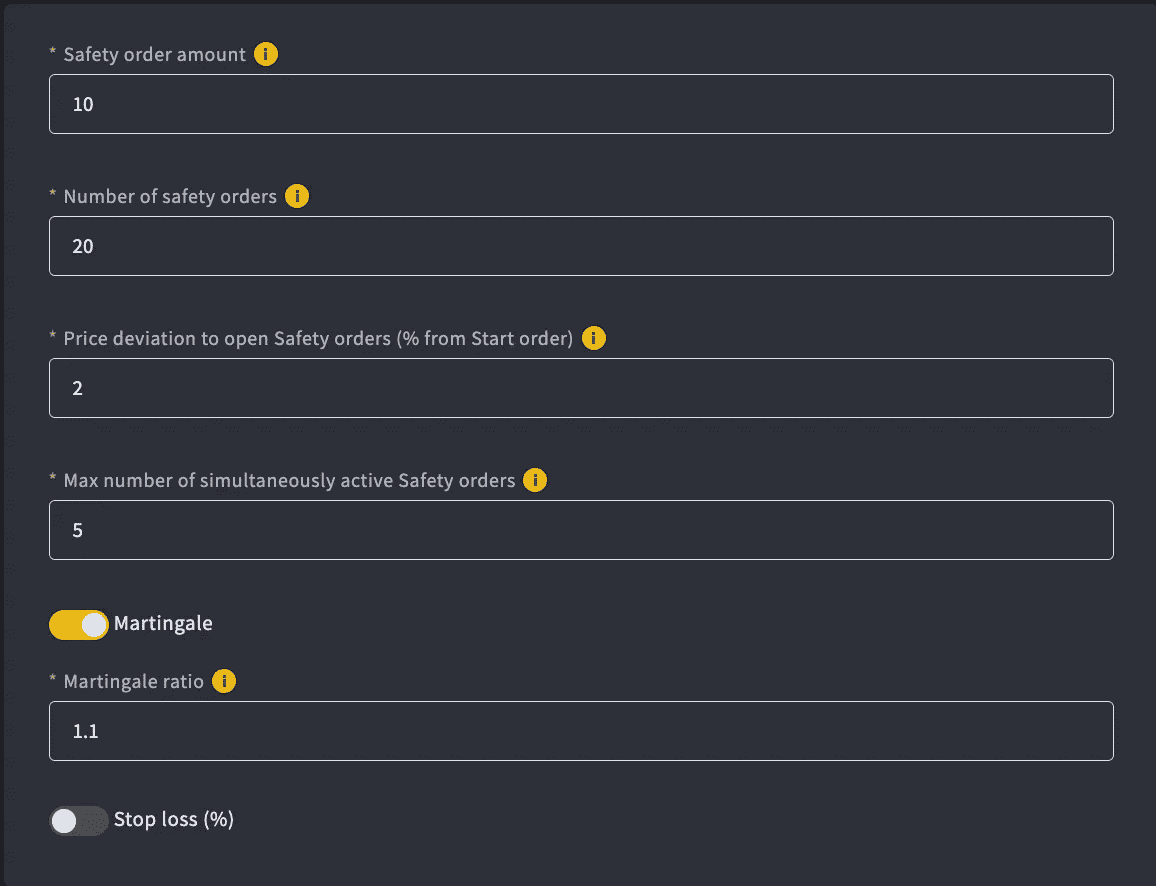 * Safety order amount i
10
* Number of safety orders i
20
* Price deviation to open Safety orders (% from Start order) i
2
* Max number of simultaneously active Safety orders i
5
Martingale
* Martingale ratio i
1.1
Stop loss (%)